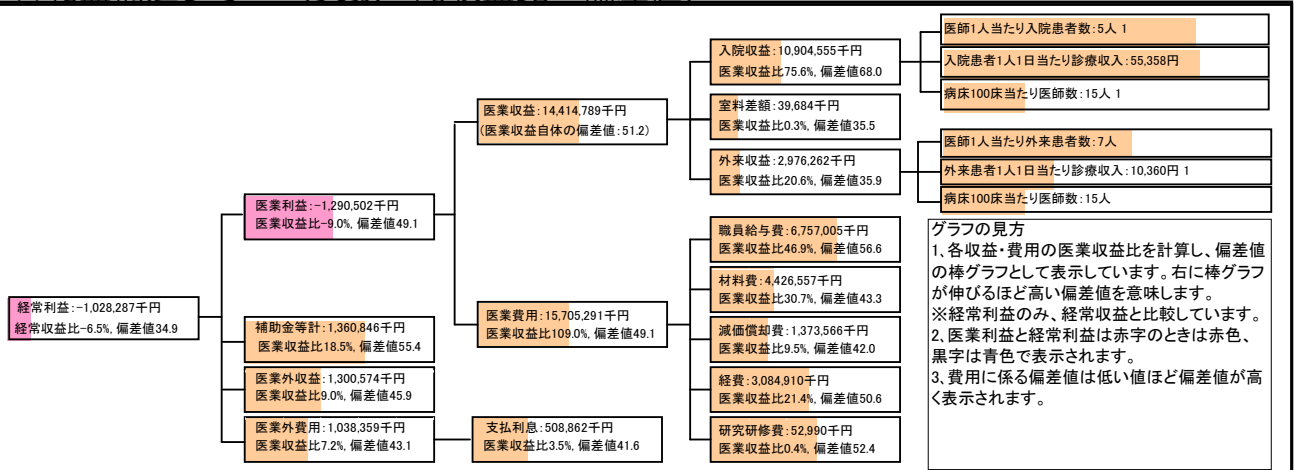 経常利益:-1,028,287千円
経常収益比-6.5%, 偏差値34.9
医業利益:-1,290,502千円
医業収益比-9.0%, 偏差値49.1
補助金等計:1,360,846千円
医業収益比18.5%, 偏差値55.4
医業外収益:1,300,574千円
医業収益比9.0%, 偏差値45.9
医業外費用:1,038,359千円
医業収益比7.2%, 偏差値43.1
支払利息:508,862千円
医業収益比3.5%, 偏差値41.6
医業収益:14,414,789千円
(医業収益自体の偏差値:51.2)
医業費用:15,705,291千円
医業収益比109.0%, 偏差値49.1
入院収益:10,904,555千円
医業収益比75.6%, 偏差値68.0
室料差額:39,684千円
医業収益比0.3%, 偏差値35.5
外来収益:2,976,262千円
医業収益比20.6%, 偏差値35.9
職員給与費:6,757,005千円
医業収益比46.9%, 偏差値56.6
材料費:4,426,557千円
医業収益比30.7%, 偏差値43.3
減価償却費:1,373,566千円
医業収益比9.5%, 偏差値42.0
経費:3,084,910千円
医業収益比21.4%, 偏差値50.6
研究研修費:52,990千円
医業収益比0.4%, 偏差値52.4
医師1人当たり入院患者数:5人 1
入院患者1人1日当たり診療収入:55,358円
病床100床当たり医師数:15人 1
医師1人当たり外来患者数:7人
外来患者1人1日当たり診療収入:10,360円 1
病床100床当たり医師数:15人
グラフの見方
1、各収益・費用の医業収益比を計算し、偏差値
の棒グラフとして表示しています。右に棒グラフ
が伸びるほど高い偏差値を意味します。
※経常利益のみ、経常収益と比較しています。
2、医業利益と経常利益は赤字のときは赤色、
黒字は青色で表示されます。
3、費用に係る偏差値は低い値ほど偏差値が高
く表示されます。